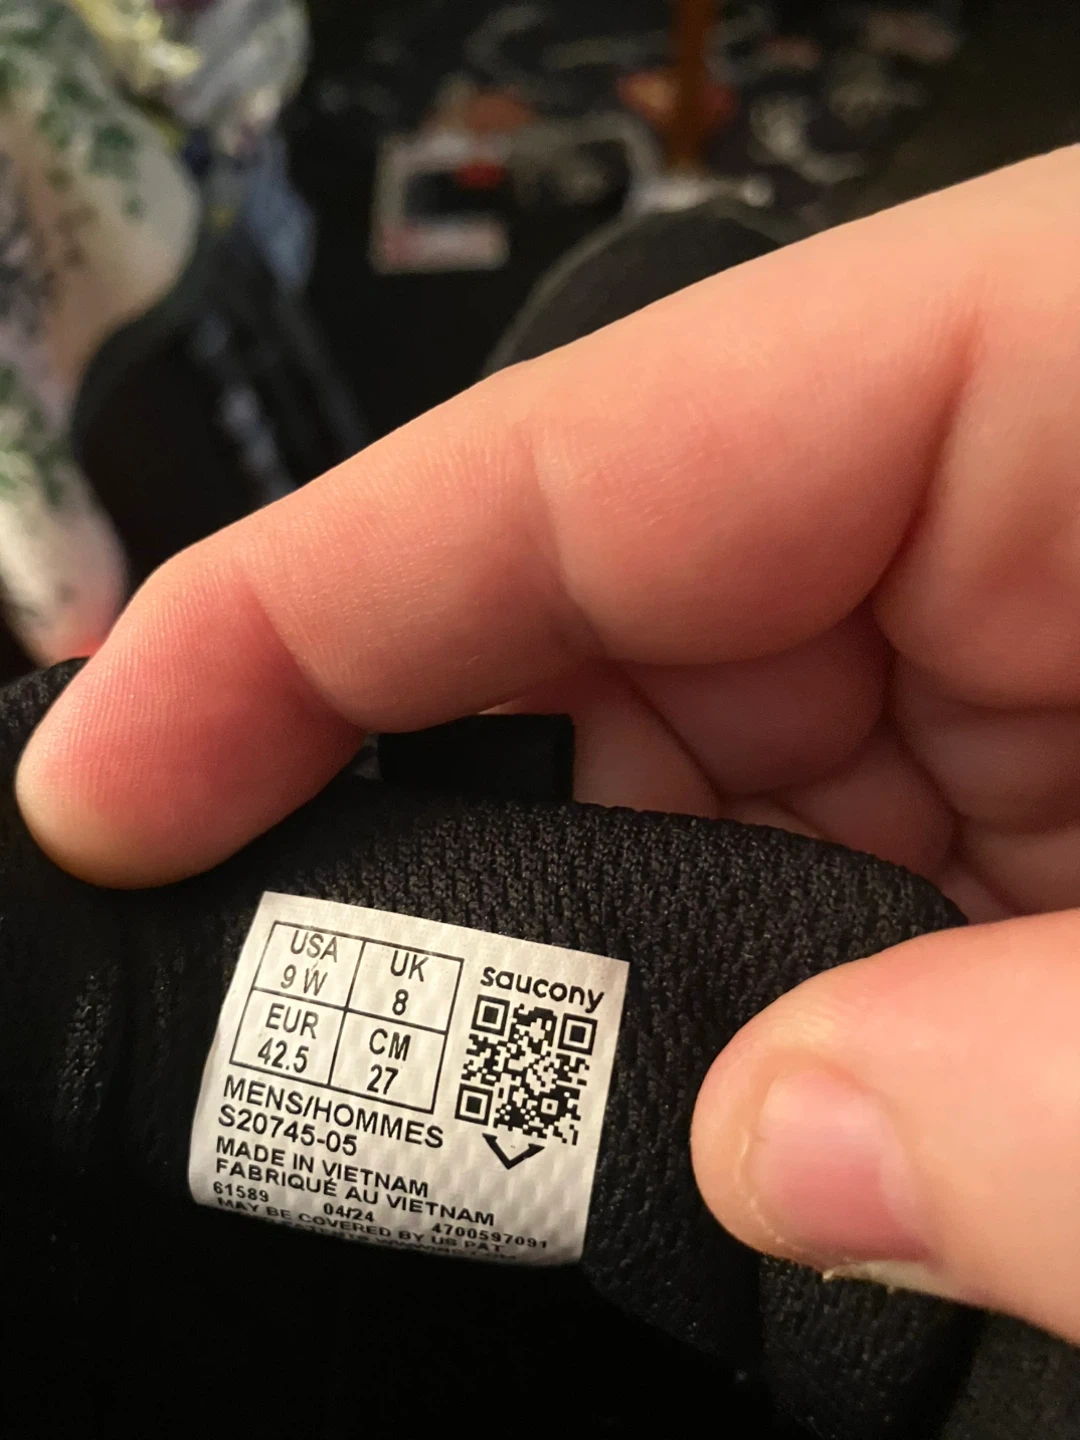 USA
9 W
UK
8
EUR
42.5
CM
27
saucony
MENS/HOMMES
S20745-05
MADE IN VIETNAM
FABRIQUÉ AU VIETNAM
61589 04/24 4700597091
MAY BE COVERED BY US PAT